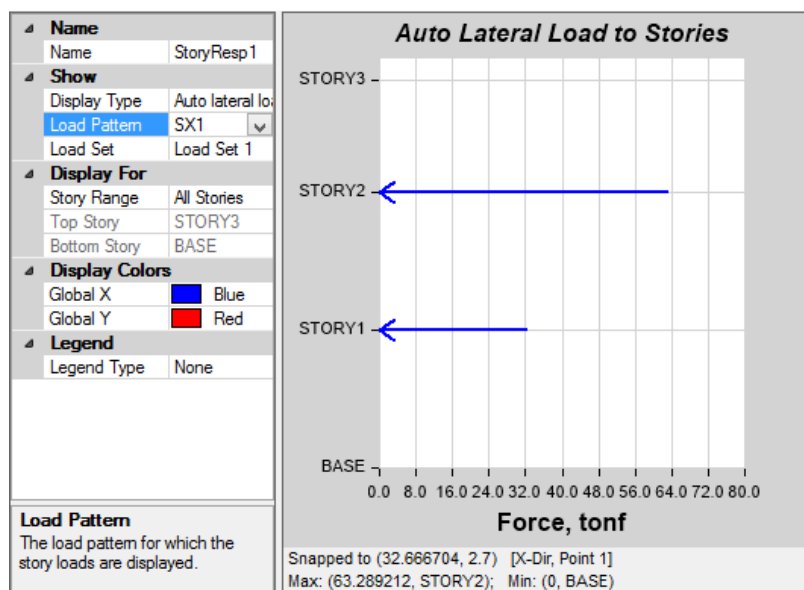 Name
Name StoryResp1
Show
Display Type Auto lateral loa
Load Pattern SX1
Load Set Load Set 1
Display For
Story Range All Stories
Top Story STORY3
Bottom Story BASE
Display Colors
Global X Blue
Global Y Red
Legend
Legend Type None
Load Pattern
The load pattern for which the
story loads are displayed.
Auto Lateral Load to Stories
STORY3
STORY2
STORY1
BASE
0.0 8.0 16.0 24.0 32.0 40.0 48.0 56.0 64.0 72.0 80.0
Force, tonf
Snapped to (32.666704, 2.7) [X-Dir, Point 1]
Max: (63.289212, STORY2); Min: (0, BASE)